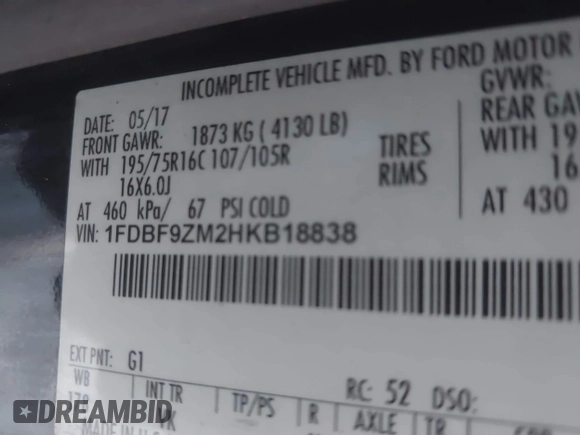 INCOMPLETE VEHICLE MFD. BY FORD MOTOR
DATE: 05/17 GVWR:
FRONT GAWR: 1873 KG ( 4130 LB) REAR GAW
WITH 195/75R16C 107/105R TIRES WITH 19
16X6.0J RIMS 16
AT 460 kPa/ 67 PSI COLD AT 430
VIN: 1FDBF9ZM2HKB18838
EXT PNT: G1 RC: 52 DSO:
WB INT TR TP/PS R AXLE TR
DREAMBID